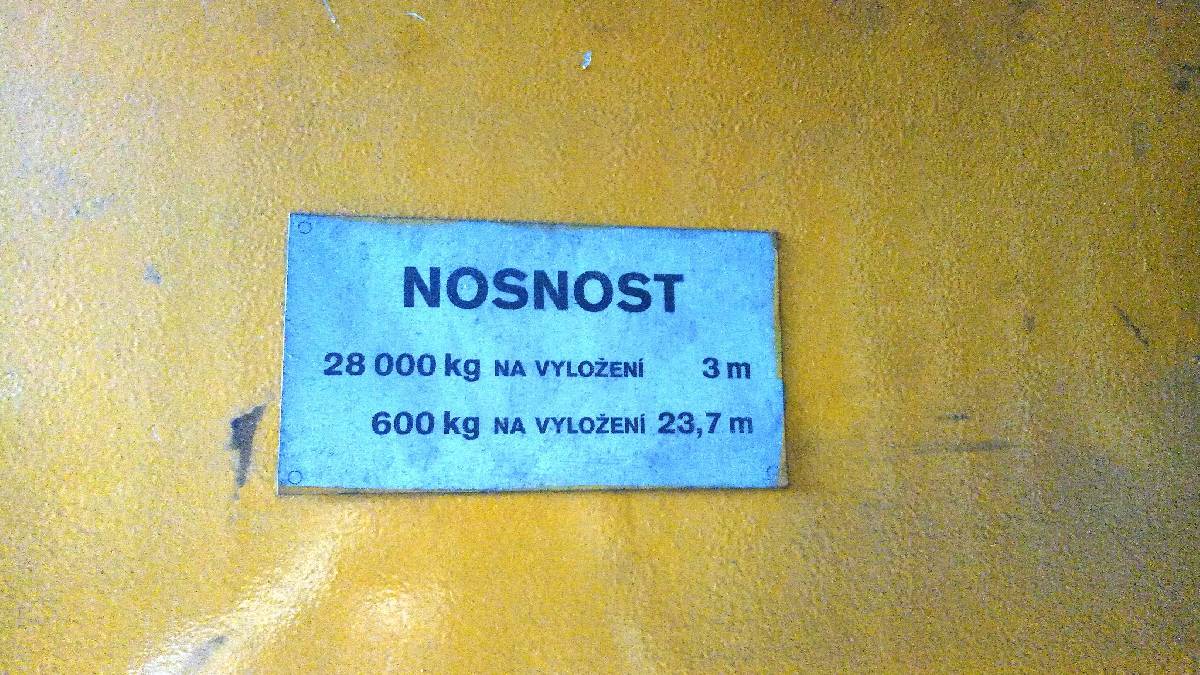 NOSNOST
28 000 kg NA VYLOŽENÍ 3 m
600 kg NA VYLOŽENÍ 23,7 m